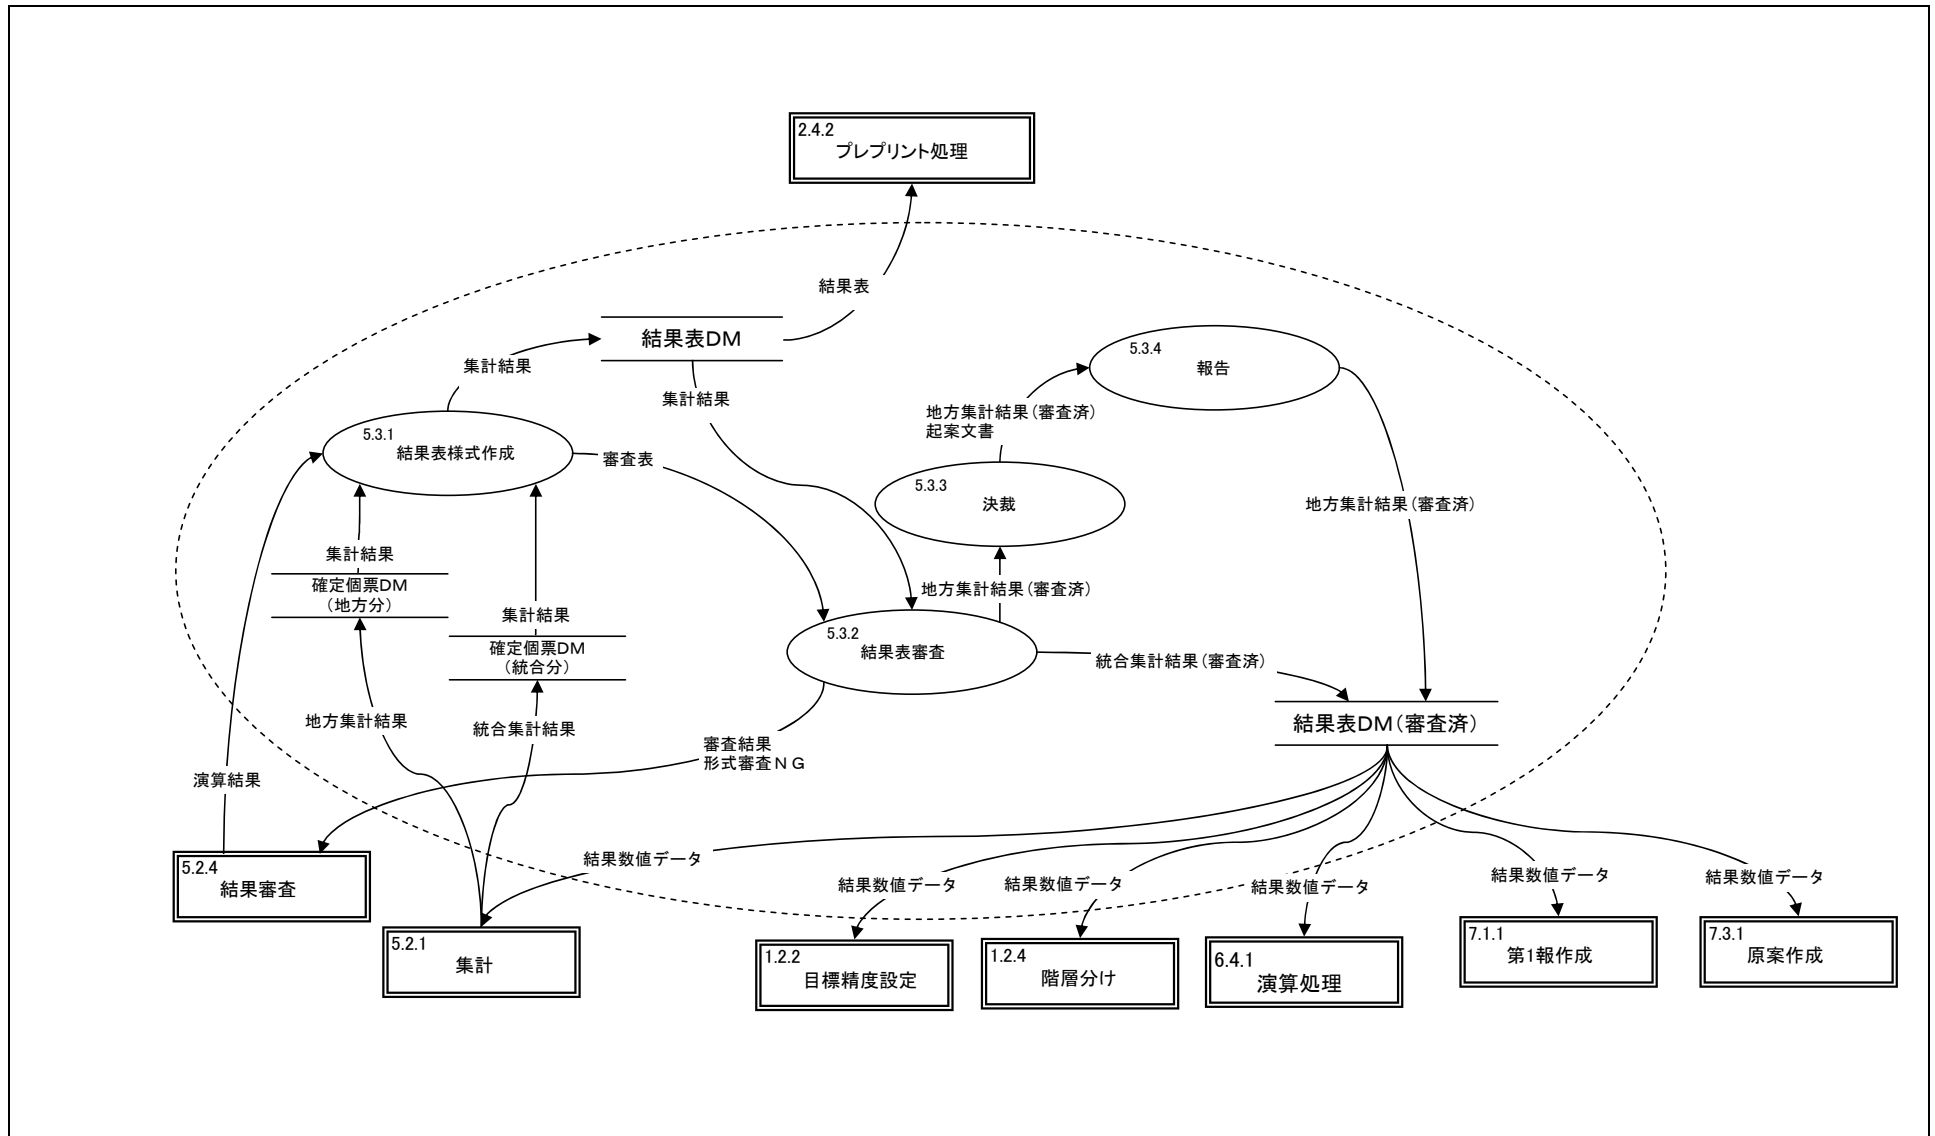 2.4.2
プレプリント処理
結果表
結果表DM
集計結果
集計結果
5.3.4
報告
地方集計結果(審査済)
起案文書
5.3.1
結果表様式作成
審査表
5.3.3
決裁
地方集計結果(審査済)
集計結果
確定個票DM
(地方分)
集計結果
確定個票DM
(統合分)
地方集計結果(審査済)
5.3.2
結果表審査
統合集計結果(審査済)
地方集計結果
統合集計結果
審査結果
形式審査NG
結果表DM(審査済)
演算結果
5.2.4
結果審査
結果数値データ
結果数値データ
結果数値データ
結果数値データ
結果数値データ
結果数値データ
5.2.1
集計
1.2.2
目標精度設定
1.2.4
階層分け
6.4.1
演算処理
7.1.1
第1報作成
7.3.1
原案作成